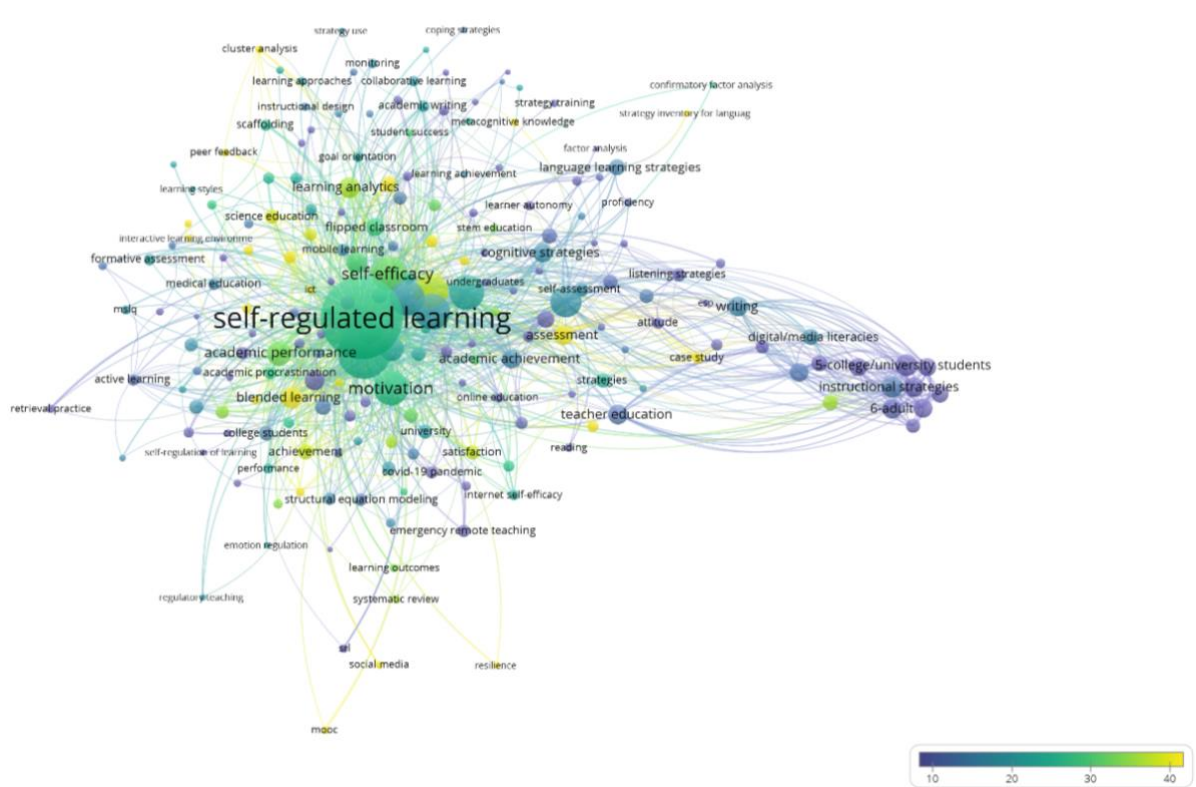 strategy use
coping strategies
cluster analysis
monitoring
learning approaches
collaborative learning
confirmatory factor analysis
instructional design
academic writing
strategy training
strategy inventory for languag
scaffolding
metacognitive knowledge
student success
peer feedback
goal orientation
factor analysis
language learning strategies
learning achievement
learning styles
learning analytics
learner autonomy
proficiency
science education
flipped classroom
stem education
interactive learning environme
mobile learning
cognitive strategies
formative assessment
self-efficacy
listening strategies
medical education
ict
undergraduates
self-assessment
mslq
esp
writing
self-regulated learning
attitude
assessment
digital/media literacies
academic performance
academic achievement
case study
5-college/university students
academic procrastination
active learning
motivation
strategies
instructional strategies
blended learning
online education
retrieval practice
teacher education
6-adult
college students
university
self-regulation of learning
achievement
satisfaction
reading
performance
covid-19 pandemic
structural equation modeling
internet self-efficacy
emergency remote teaching
emotion regulation
learning outcomes
regulatory teaching
systematic review
srl
social media
resilience
mooc
10 20 30 40